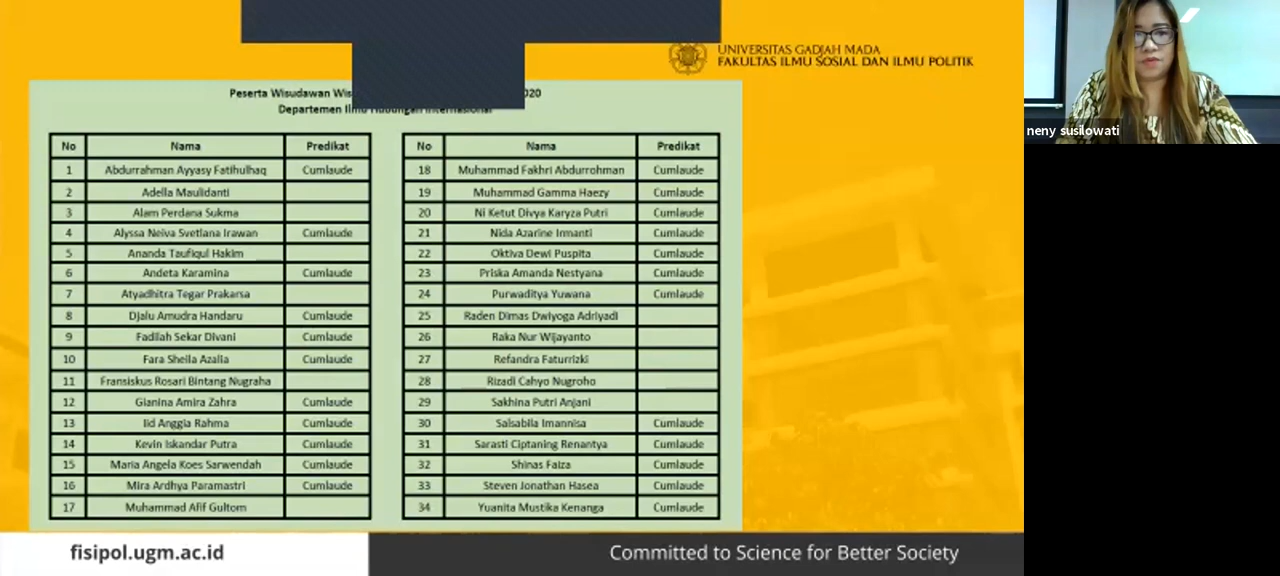 UNIVERSITAS GADJAH MADA
FAKULTAS ILMU SOSIAL DAN ILMU POLITIK
Peserta Wisudawan 20
Departemen Ilmu Hubungan Internasional
No Nama Predikat
1 Abdurrahman Ayyasy Fatihulhaq Cumlaude
2 Adella Maulidanti
3 Alam Perdana Sukma
4 Alyssa Neiva Svetlana Irawan Cumlaude
5 Ananda Taufiqul Hakim
6 Andeta Karamina Cumlaude
7 Atyadhitra Tegar Prakarsa
8 Djalu Amudra Handaru Cumlaude
9 Fadilah Sekar Divani Cumlaude
10 Fara Sheila Azalia Cumlaude
11 Fransiskus Rosari Bintang Nugraha
12 Gianina Amira Zahra Cumlaude
13 Iid Anggia Rahma Cumlaude
14 Kevin Iskandar Putra Cumlaude
15 Maria Angela Koes Sarwendah Cumlaude
16 Mira Ardhya Paramastri Cumlaude
17 Muhammad Afif Gultom
No Nama Predikat
18 Muhammad Fakhri Abdurrohman Cumlaude
19 Muhammad Gamma Haezy Cumlaude
20 Ni Ketut Divya Karyza Putri Cumlaude
21 Nida Azarine Irmanti Cumlaude
22 Oktiva Dewi Puspita Cumlaude
23 Priska Amanda Nestyana Cumlaude
24 Purwaditya Yuwana Cumlaude
25 Raden Dimas Dwiyoga Adriyadi
26 Raka Nur Wijayanto
27 Refandra Faturrizki
28 Rizadi Cahyo Nugroho
29 Sakhina Putri Anjani
30 Salsabila Imannisa Cumlaude
31 Sarasti Ciptaning Renantya Cumlaude
32 Shinas Faiza Cumlaude
33 Steven Jonathan Hasea Cumlaude
34 Yuanita Mustika Kenanga Cumlaude
fisipol.ugm.ac.id
Committed to Science for Better Society
neny susilowati